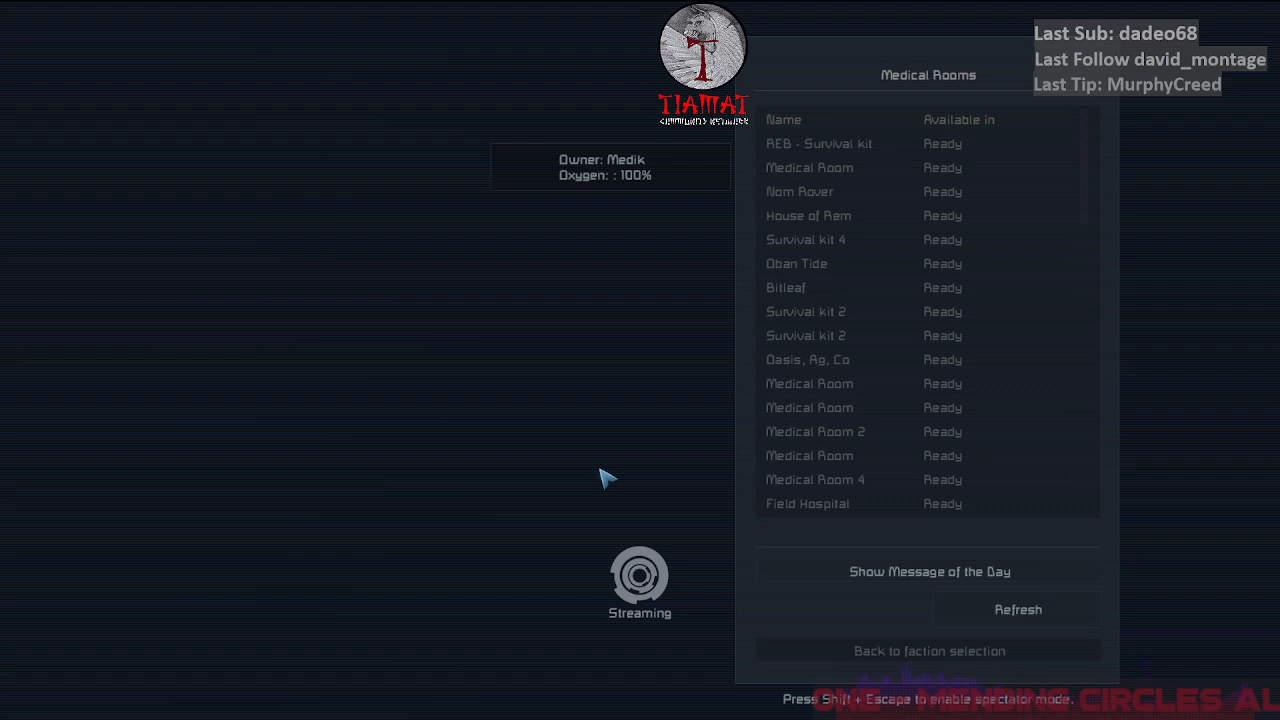 Last Sub: dadeo68
Last Follow david_montage
Last Tip: MurphyCreed
T
TIAMAT
Medical Rooms
Name Available in
REB - Survival kit Ready
Medical Room Ready
Nom Rover Ready
House of Rem Ready
Survival kit 4 Ready
Oban Tide Ready
Bitleaf Ready
Survival kit 2 Ready
Survival kit 2 Ready
Oasis, Ag, Co Ready
Medical Room Ready
Medical Room Ready
Medical Room 2 Ready
Medical Room Ready
Medical Room 4 Ready
Field Hospital Ready
Owner: Medik
Oxygen: : 100%
Streaming
Show Message of the Day
Refresh
Back to faction selection
Press Shift + Escape to enable spectator mode.
MENDING CIRCLES AL